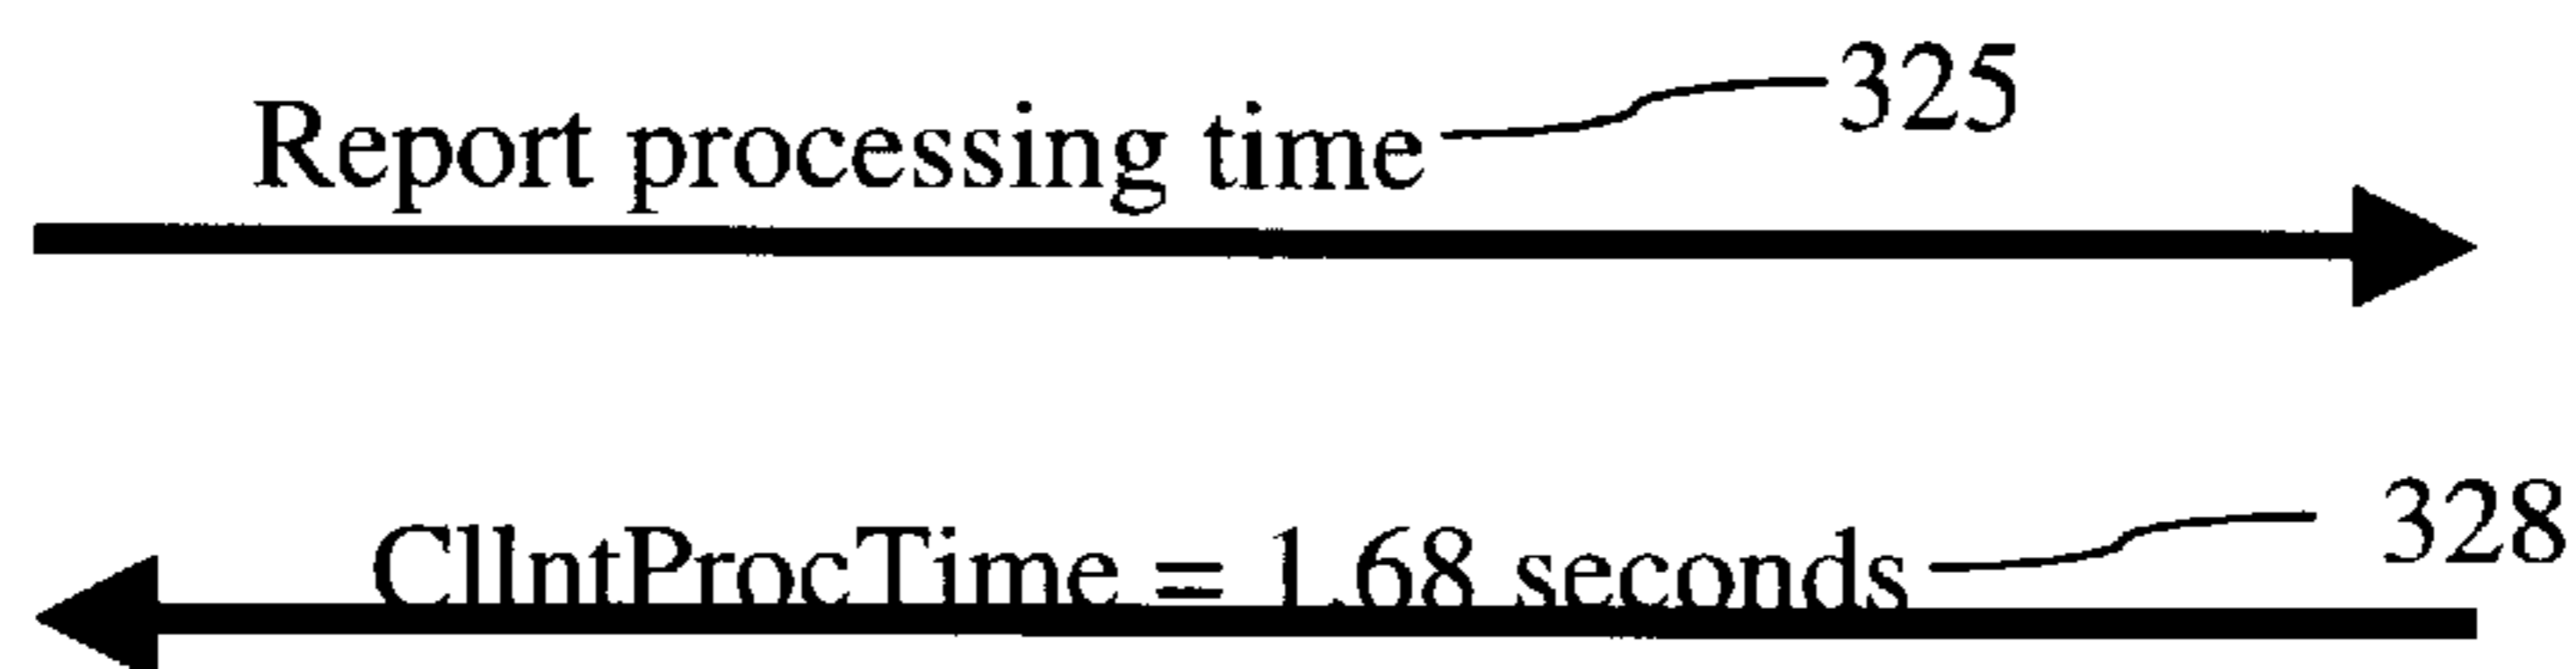 Report processing time 325
ClIntProcTime = 1.68 seconds 328